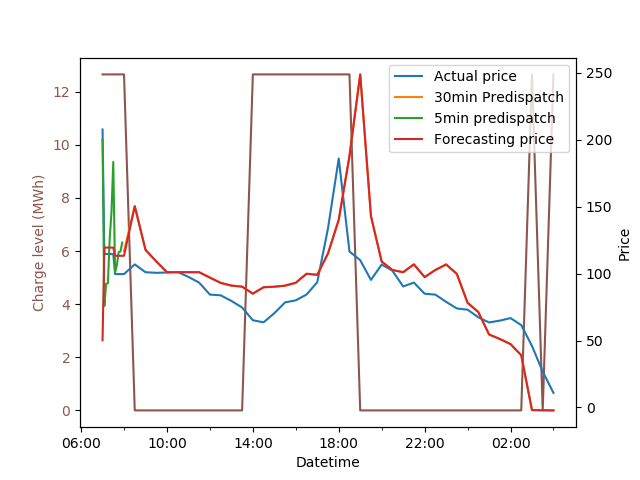 Actual price
30min Predispatch
5min predispatch
Forecasting price
Charge level (MWh)
12
10
8
6
4
2
0
250
200
150
100
50
0
Price
06:00 10:00 14:00 18:00 22:00 02:00
Datetime